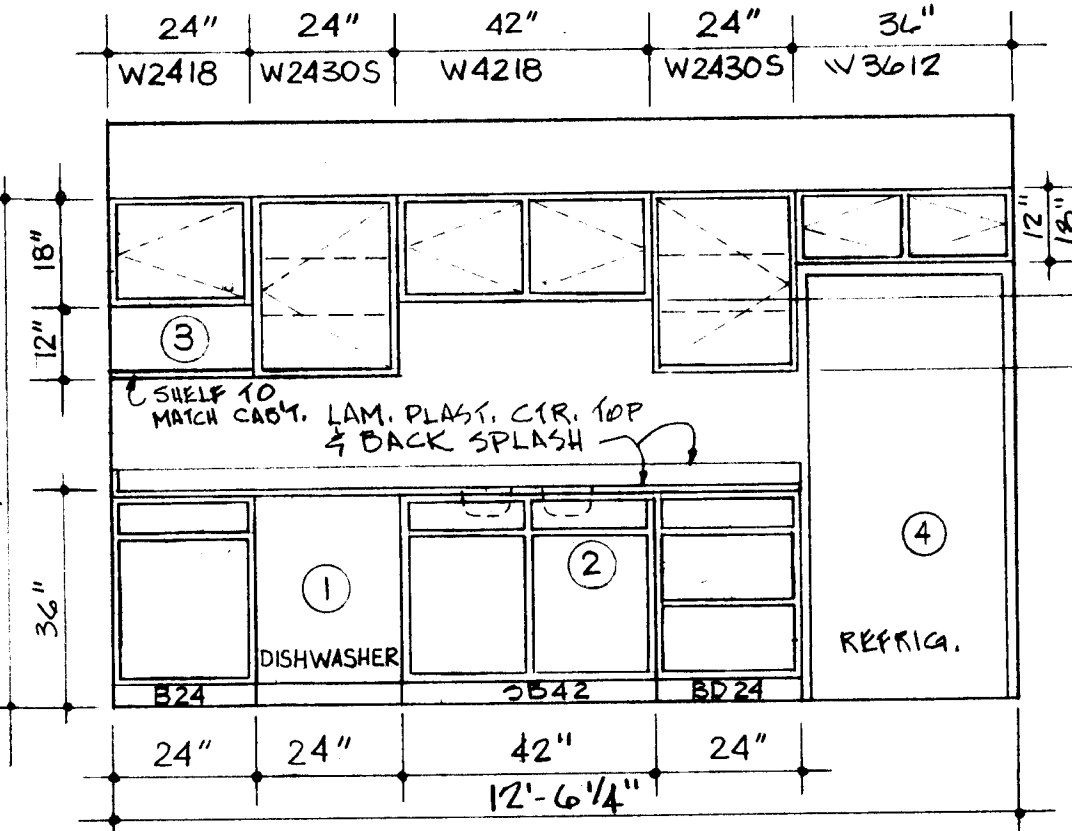 24" 24" 42" 24" 36"
W2418 W2430S W4218 W2430S W3612
12"
18"
18"
12"
3
SHELF TO
MATCH CAB'T.
LAM. PLAST. CTR. TOP
& BACK SPLASH
36"
1
2
4
DISHWASHER
REFRIG.
B24 SB42 BD24
24" 24" 42" 24"
12'-6 1/4"